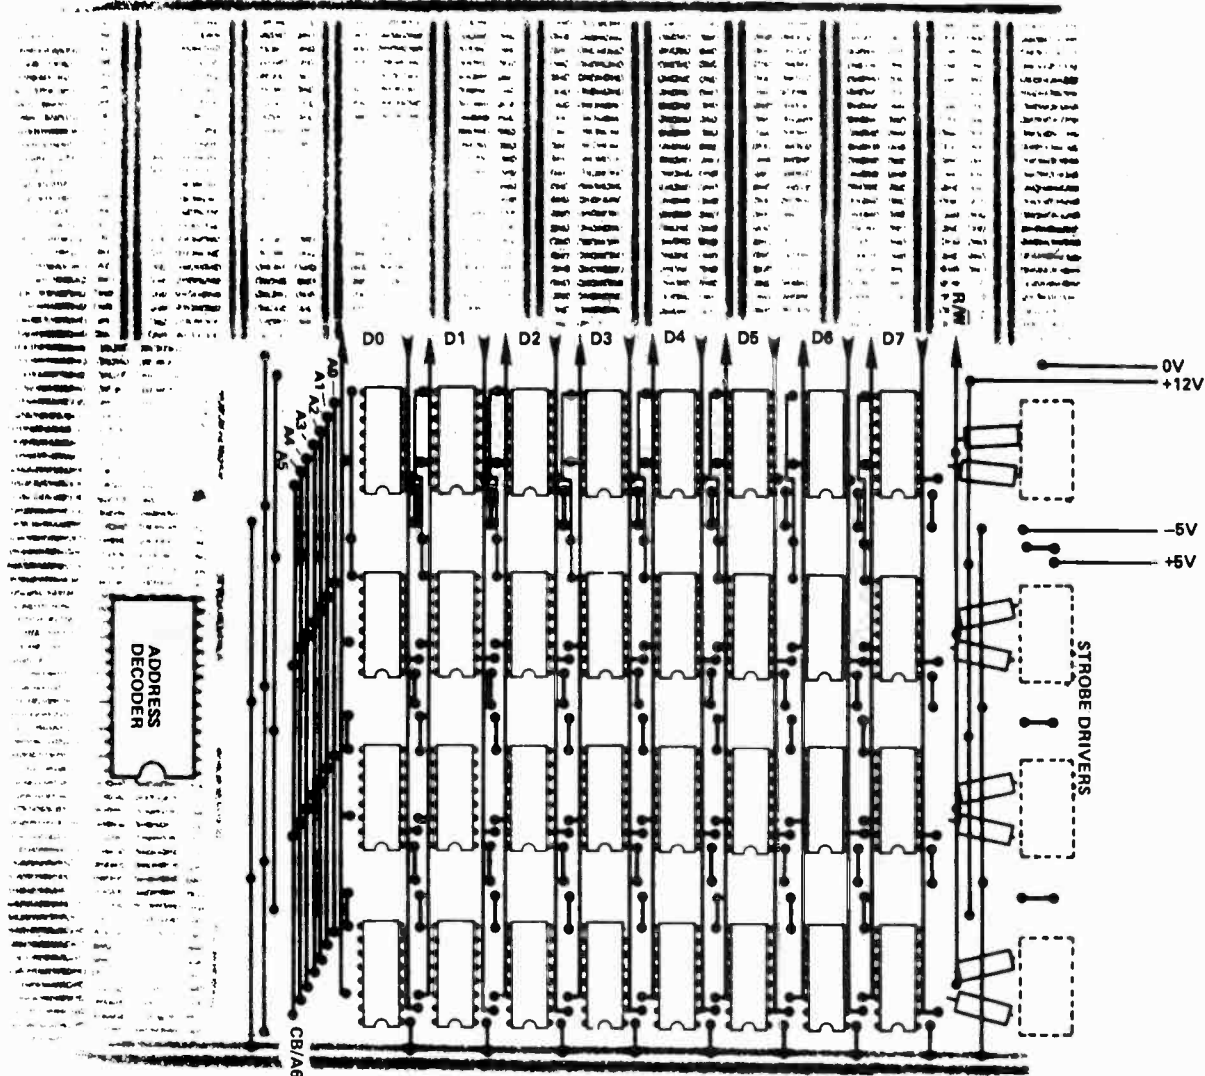 R/W
D0 D1 D2 D3 D4 D5 D6 D7
0V
+12V
A0
A1
A2
A3
A4
A5
-5V
+5V
ADDRESS
DECODER
STROBE DRIVERS
CB/A6